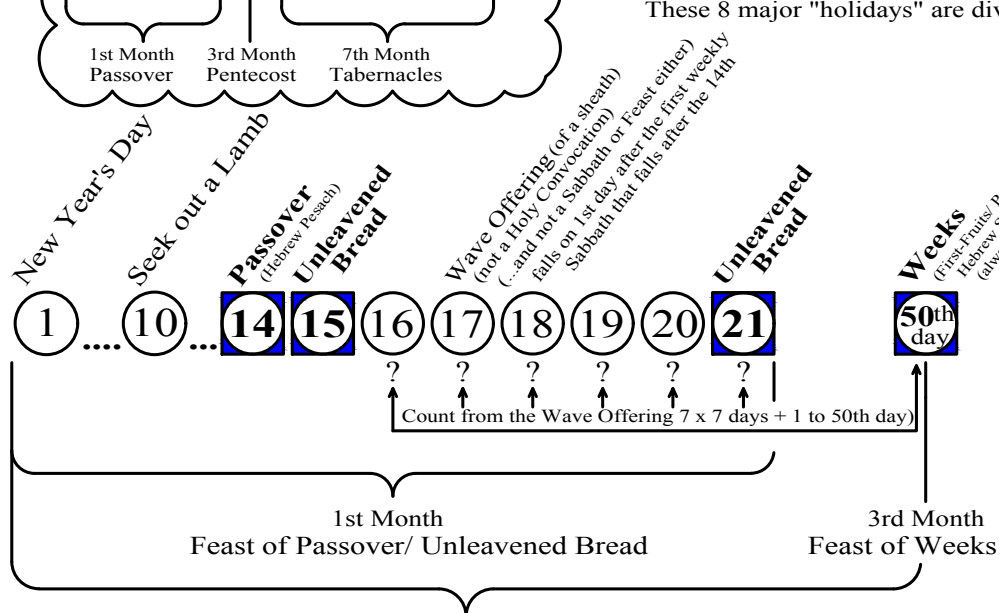 These 8 major "holidays" are div
1st Month
Passover
3rd Month
Pentecost
7th Month
Tabernacles
New Year's Day
Seek out a Lamb
Passover
(Hebrew Pesach)
Unleavened
Bread
Wave Offering (of a sheath)
(not a Holy Convocation)
(...and not a Sabbath or Feast either)
falls on 1st day after the first weekly
Sabbath that falls after the 14th
Unleavened
Bread
Weeks
(First-Fruits/ P
Hebrew S
(alwa
1 .... 10 ... 14 15 16 17 18 19 20 21 50th
day
? ? ? ? ? ?
Count from the Wave Offering 7 x 7 days + 1 to 50th day)
1st Month
Feast of Passover/ Unleavened Bread
3rd Month
Feast of Weeks